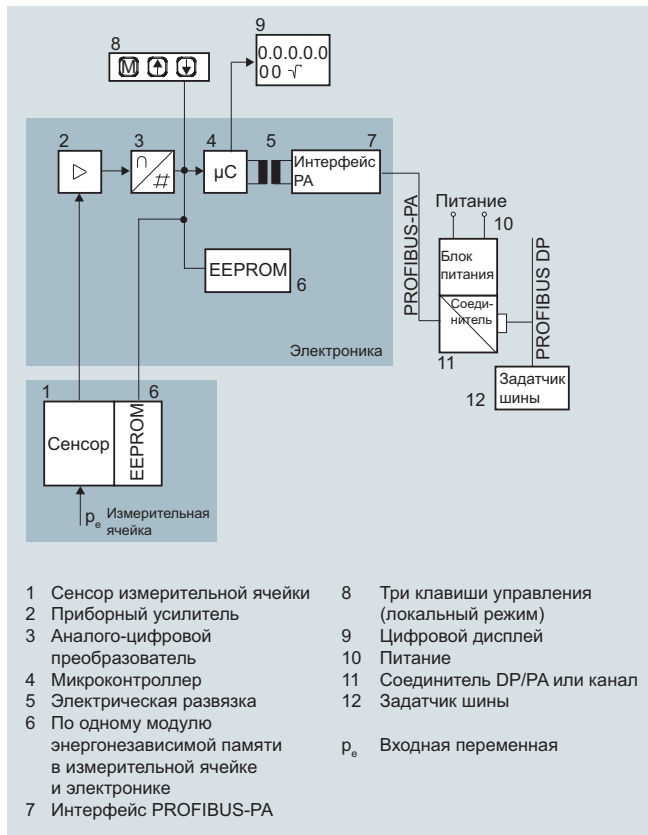 8
9
M
0.0.0.0.0
0 0 √
2
3
4
5
7
∩
#
µC
Интерфейс
PA
Питание
10
EEPROM
6
PROFIBUS-PA
Блок
питания
PROFIBUS DP
Соеди-
нитель
Электроника
11
1
6
12
Задатчик
шины
Сенсор
EEPROM
pe Измерительная
ячейка
1 Сенсор измерительной ячейки
2 Приборный усилитель
3 Аналого-цифровой
преобразователь
4 Микроконтроллер
5 Электрическая развязка
6 По одному модулю
энергонезависимой памяти
в измерительной ячейке
и электронике
7 Интерфейс PROFIBUS-PA
8 Три клавиши управления
(локальный режим)
9 Цифровой дисплей
10 Питание
11 Соединитель DP/PA или канал
12 Задатчик шины
pe Входная переменная